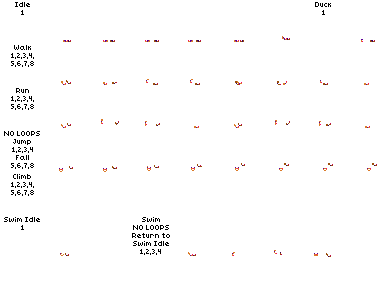 Idle
1
Duck
1
Walk
1,2,3,4,
5,6,7,8
Run
1,2,3,4,
5,6,7,8
NO LOOPS
Jump
1,2,3,4
Fall
5,6,7,8
Climb
1,2,3,4,
5,6,7,8
Swim Idle
1
Swim
NO LOOPS
Return to
Swim Idle
1,2,3,4